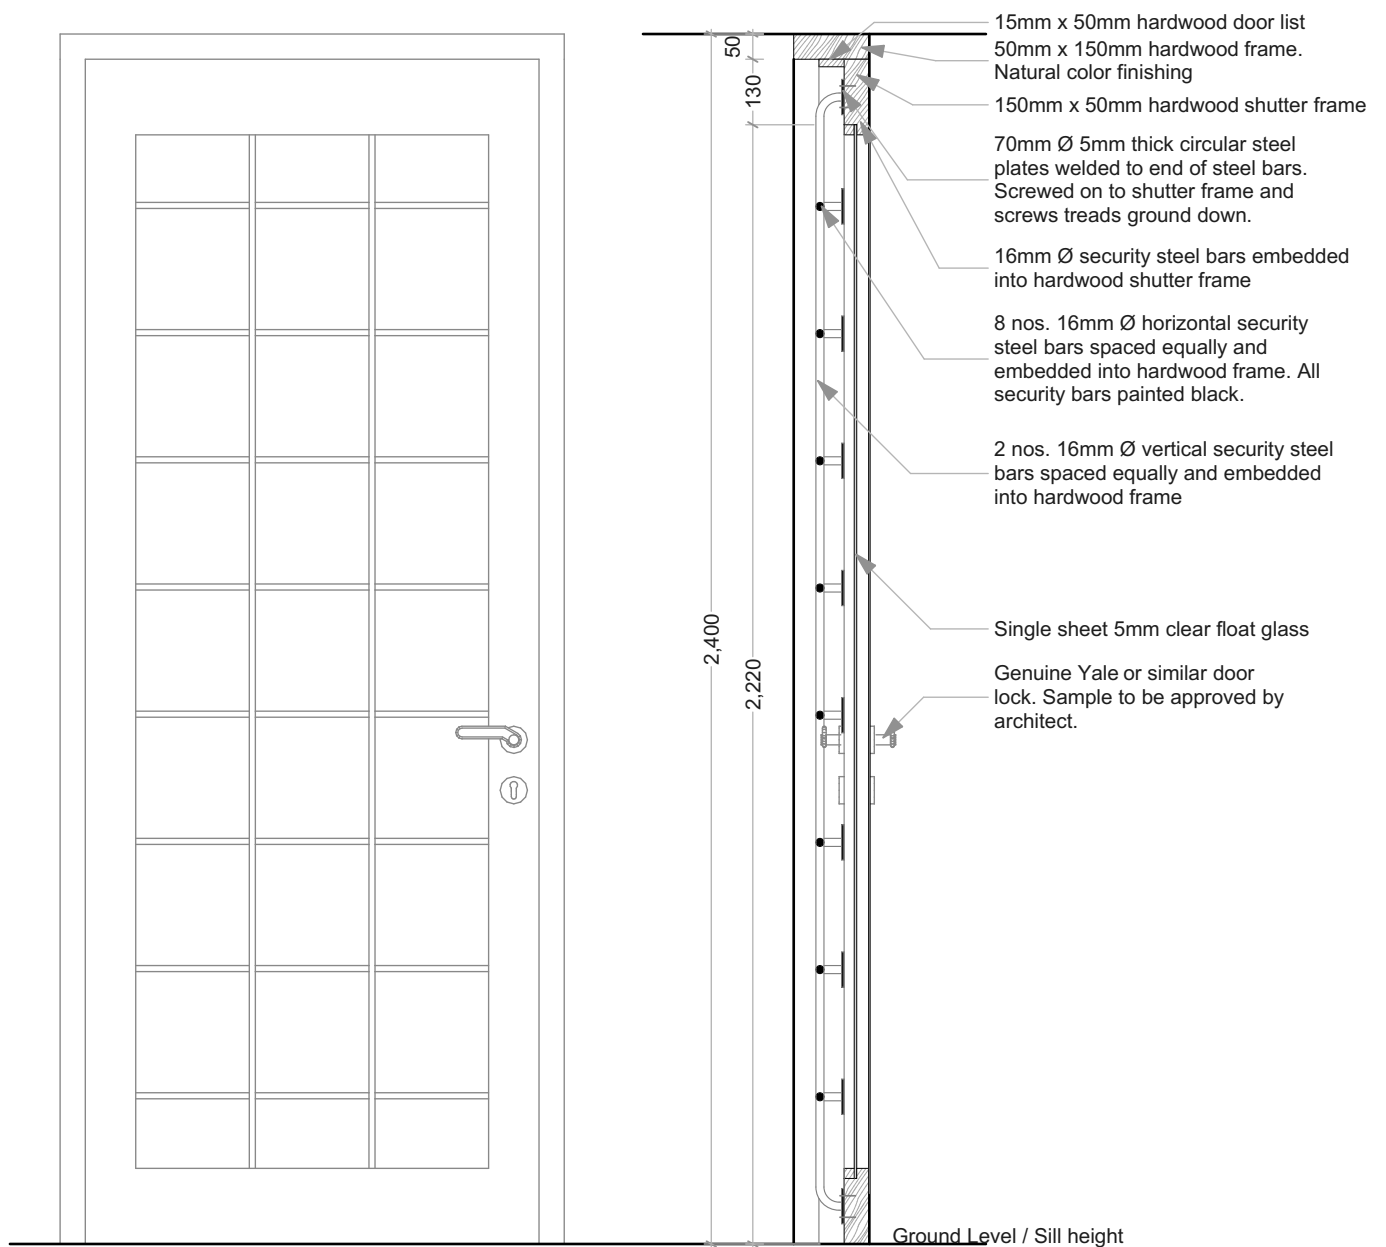 15mm x 50mm hardwood door list
50mm x 150mm hardwood frame.
Natural color finishing
150mm x 50mm hardwood shutter frame
70mm Ø 5mm thick circular steel
plates welded to end of steel bars.
Screwed on to shutter frame and
screws treads ground down.
16mm Ø security steel bars embedded
into hardwood shutter frame
8 nos. 16mm Ø horizontal security
steel bars spaced equally and
embedded into hardwood frame. All
security bars painted black.
2 nos. 16mm Ø vertical security steel
bars spaced equally and embedded
into hardwood frame
Single sheet 5mm clear float glass
Genuine Yale or similar door
lock. Sample to be approved by
architect.
50
130
2,400
2,220
Ground Level / Sill height